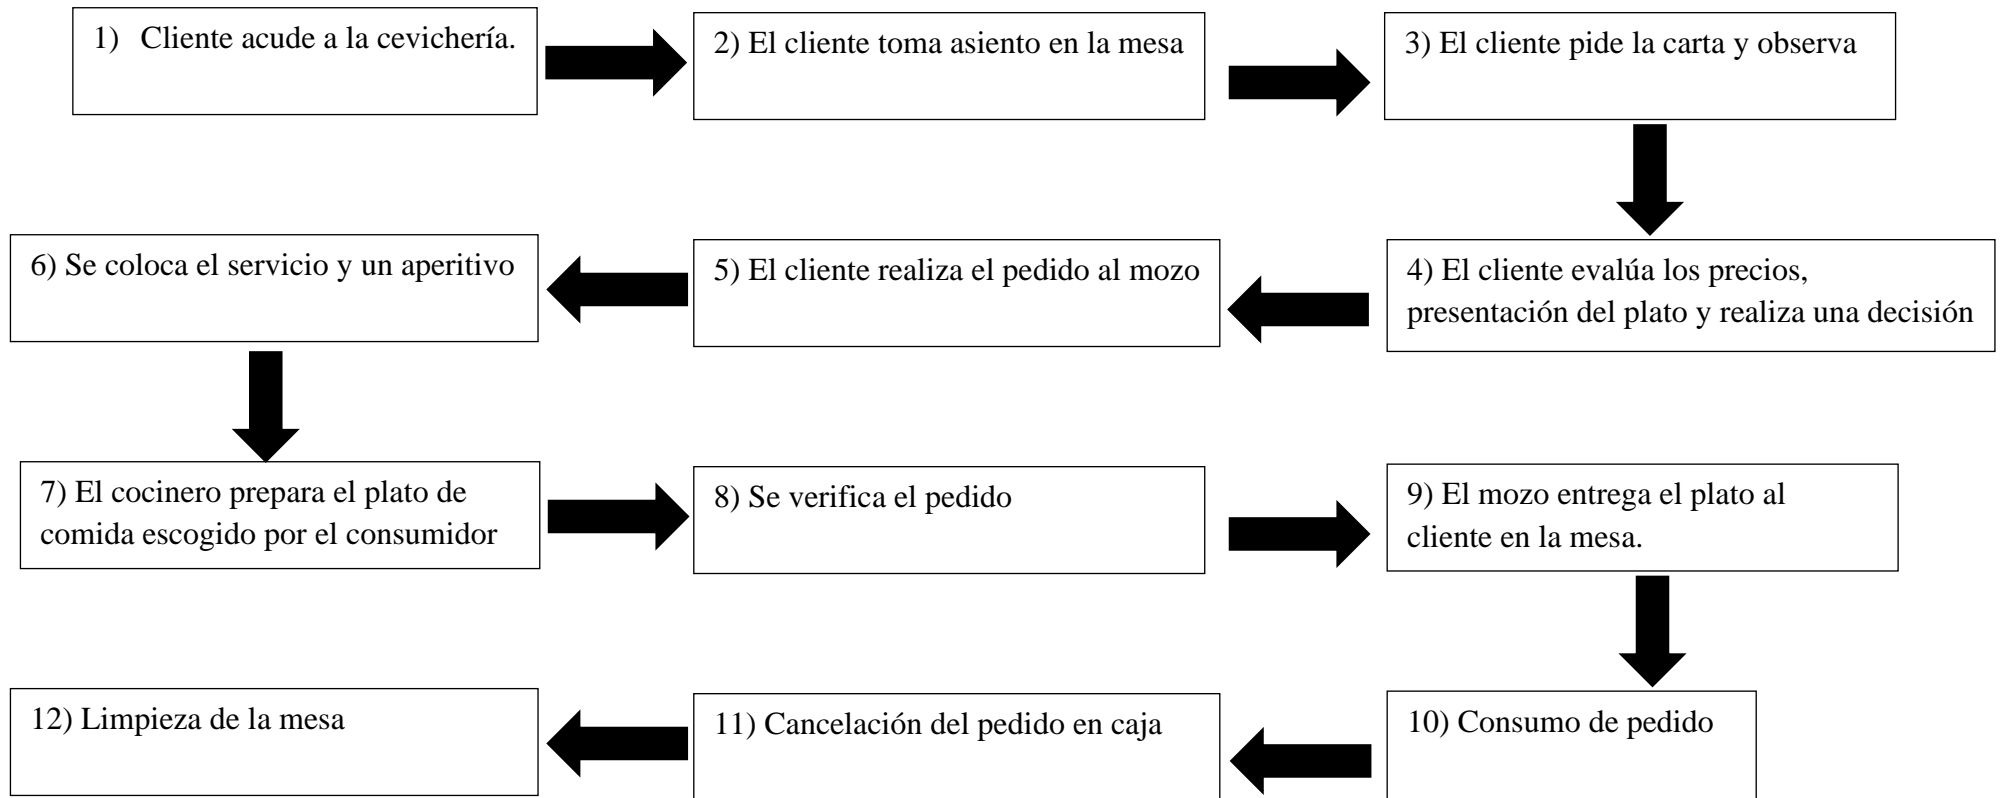 1) Cliente acude a la cevichería.
2) El cliente toma asiento en la mesa
3) El cliente pide la carta y observa
4) El cliente evalúa los precios,
presentación del plato y realiza una decisión
5) El cliente realiza el pedido al mozo
6) Se coloca el servicio y un aperitivo
7) El cocinero prepara el plato de
comida escogido por el consumidor
8) Se verifica el pedido
9) El mozo entrega el plato al
cliente en la mesa.
10) Consumo de pedido
11) Cancelación del pedido en caja
12) Limpieza de la mesa